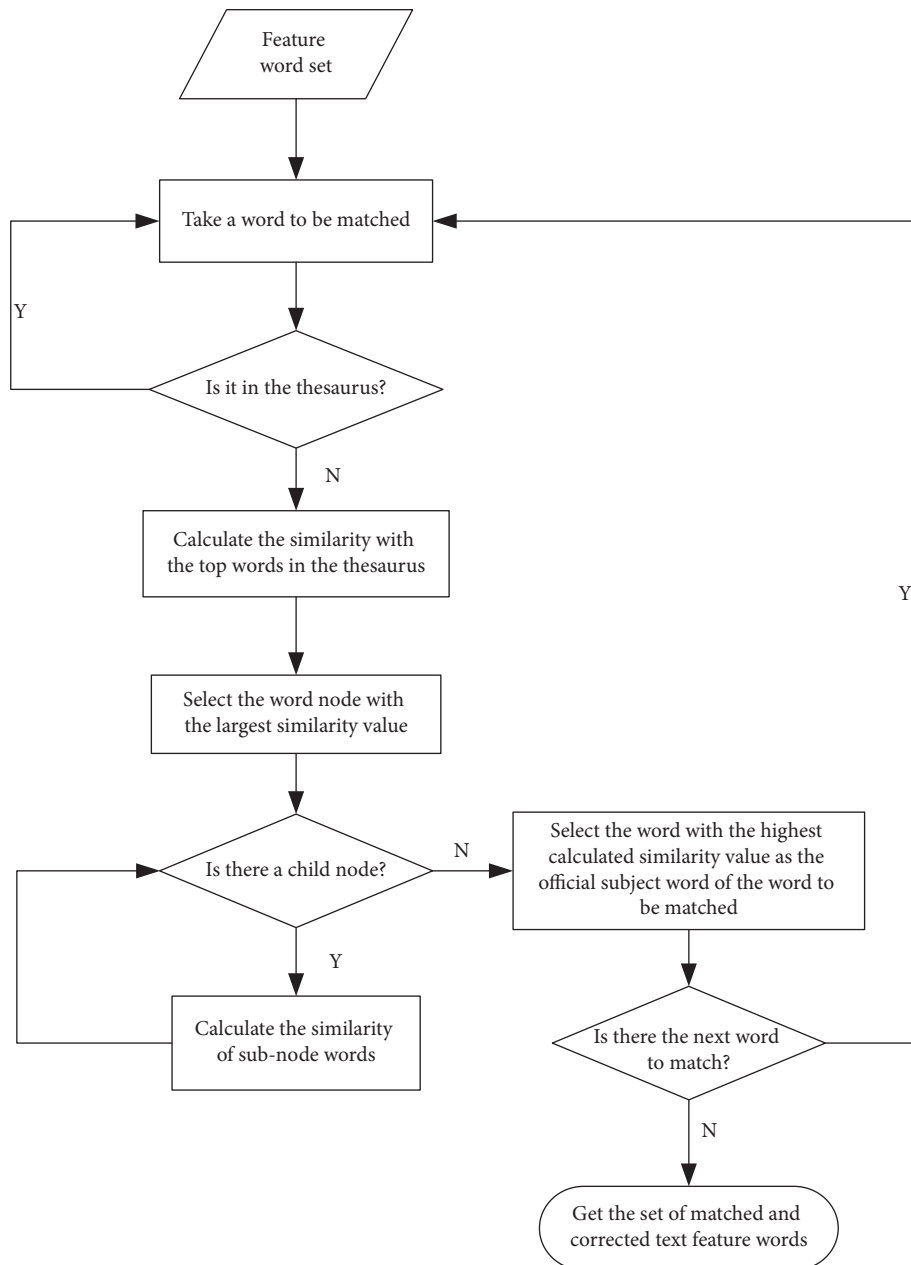 Feature
word set
Take a word to be matched
Y
Is it in the thesaurus?
N
Calculate the similarity with
the top words in the thesaurus
Y
Select the word node with
the largest similarity value
Is there a child node?
N
Select the word with the highest
calculated similarity value as the
official subject word of the word to
be matched
Y
Calculate the similarity
of sub-node words
Is there the next word
to match?
N
Get the set of matched and
corrected text feature words